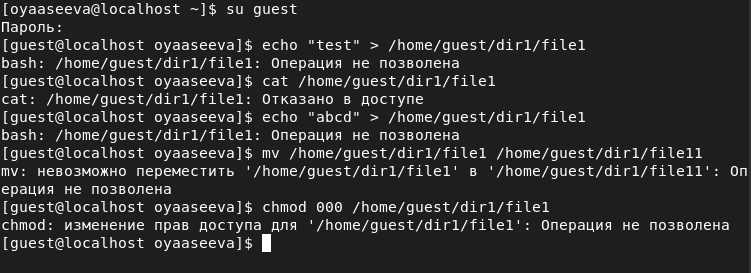 [oyaaseeva@localhost ~]$ su guest
Пароль:
[guest@localhost oyaaseeva]$ echo "test" > /home/guest/dir1/file1
bash: /home/guest/dir1/file1: Операция не позволена
[guest@localhost oyaaseeva]$ cat /home/guest/dir1/file1
cat: /home/guest/dir1/file1: Отказано в доступе
[guest@localhost oyaaseeva]$ echo "abcd" > /home/guest/dir1/file1
bash: /home/guest/dir1/file1: Операция не позволена
[guest@localhost oyaaseeva]$ mv /home/guest/dir1/file1 /home/guest/dir1/file11
mv: невозможно переместить '/home/guest/dir1/file1' в '/home/guest/dir1/file11': Оп
ерация не позволена
[guest@localhost oyaaseeva]$ chmod 000 /home/guest/dir1/file1
chmod: изменение прав доступа для '/home/guest/dir1/file1': Операция не позволена
[guest@localhost oyaaseeva]$